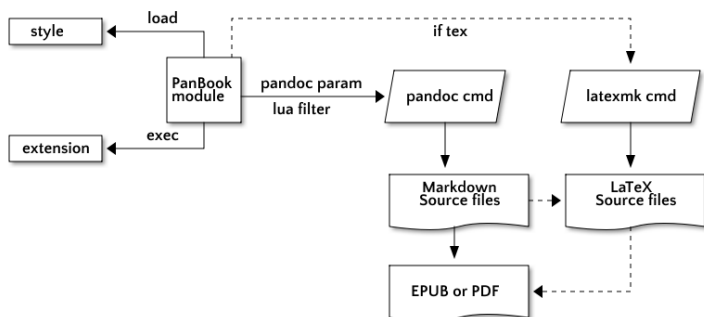 load
style
if tex
PanBook
module
pandoc param
lua filter
pandoc cmd
latexmk cmd
exec
extension
Markdown
Source files
LaTeX
Source files
EPUB or PDF